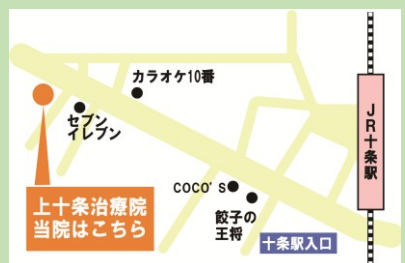 カラオケ10番
セブン
イレブン
JR十条駅
上十条治療院
当院はこちら
COCO'S
餃子の
王将
十条駅入口